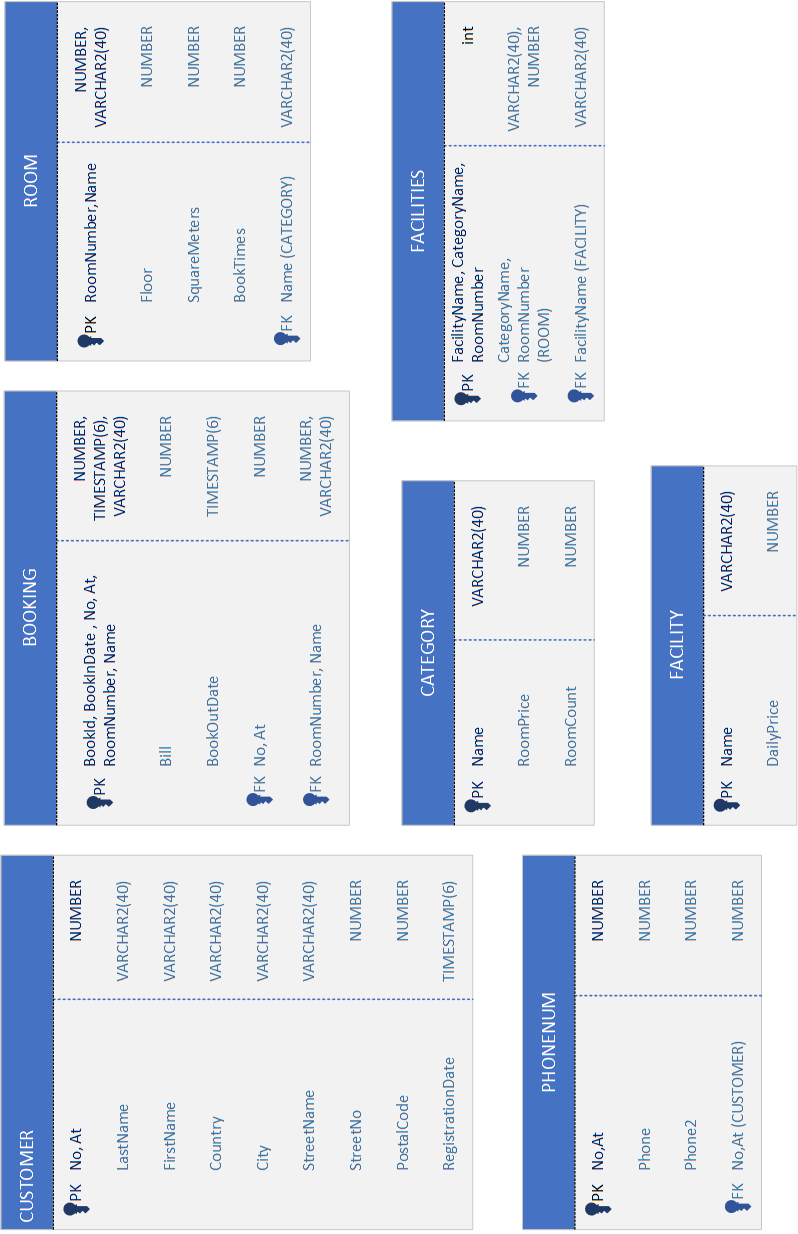 CUSTOMER
PK No, At NUMBER
LastName VARCHAR2(40)
FirstName VARCHAR2(40)
Country VARCHAR2(40)
City VARCHAR2(40)
StreetName VARCHAR2(40)
StreetNo NUMBER
PostalCode NUMBER
RegistrationDate TIMESTAMP(6)
BOOKING
PK BookId, BookInDate , No, At, NUMBER,
RoomNumber, Name TIMESTAMP(6),
VARCHAR2(40)
Bill NUMBER
BookOutDate TIMESTAMP(6)
FK No, At NUMBER
FK RoomNumber, Name NUMBER,
VARCHAR2(40)
ROOM
PK RoomNumber, Name NUMBER,
VARCHAR2(40)
Floor NUMBER
SquareMeters NUMBER
BookTimes NUMBER
FK Name (CATEGORY) VARCHAR2(40)
PHONENUM
PK No,At NUMBER
Phone NUMBER
Phone2 NUMBER
FK No,At (CUSTOMER) NUMBER
CATEGORY
PK Name VARCHAR2(40)
RoomPrice NUMBER
RoomCount NUMBER
FACILITY
PK Name VARCHAR2(40)
DailyPrice NUMBER
FACILITIES
PK FacilityName, CategoryName, int
RoomNumber
CategoryName, VARCHAR2(40),
FK RoomNumber NUMBER
(ROOM)
FK FacilityName (FACILITY) VARCHAR2(40)